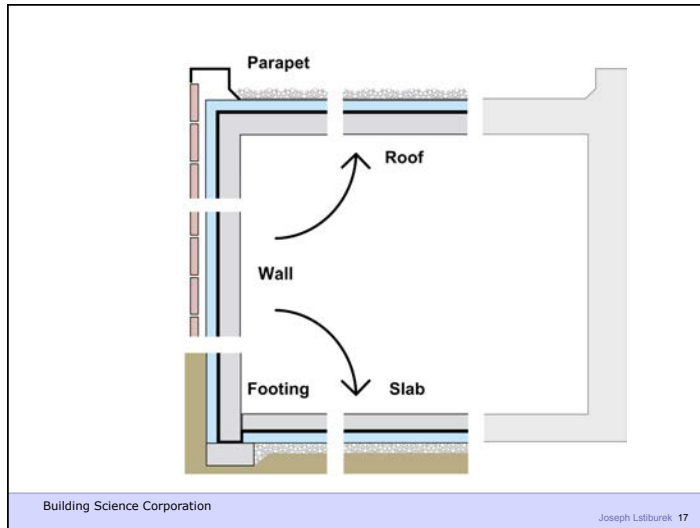 Parapet
Roof
Wall
Footing
Slab
Building Science Corporation
Joseph Lstiburek 17